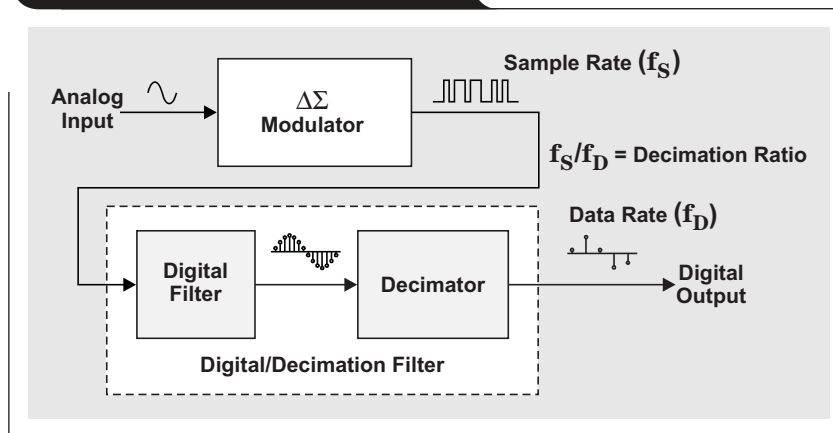 Analog
Input
ΔΣ
Modulator
Sample Rate (fS)
fS/fD = Decimation Ratio
Data Rate (fD)
Digital
Filter
Decimator
Digital
Output
Digital/Decimation Filter